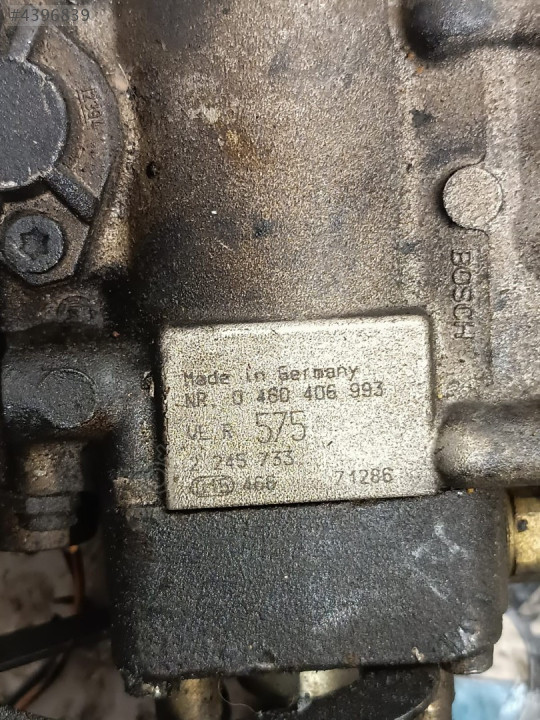 #4396839
BOSCH
Made in Germany
NR. 0 460 406 993
VE R 575
2 245 733
466 71286